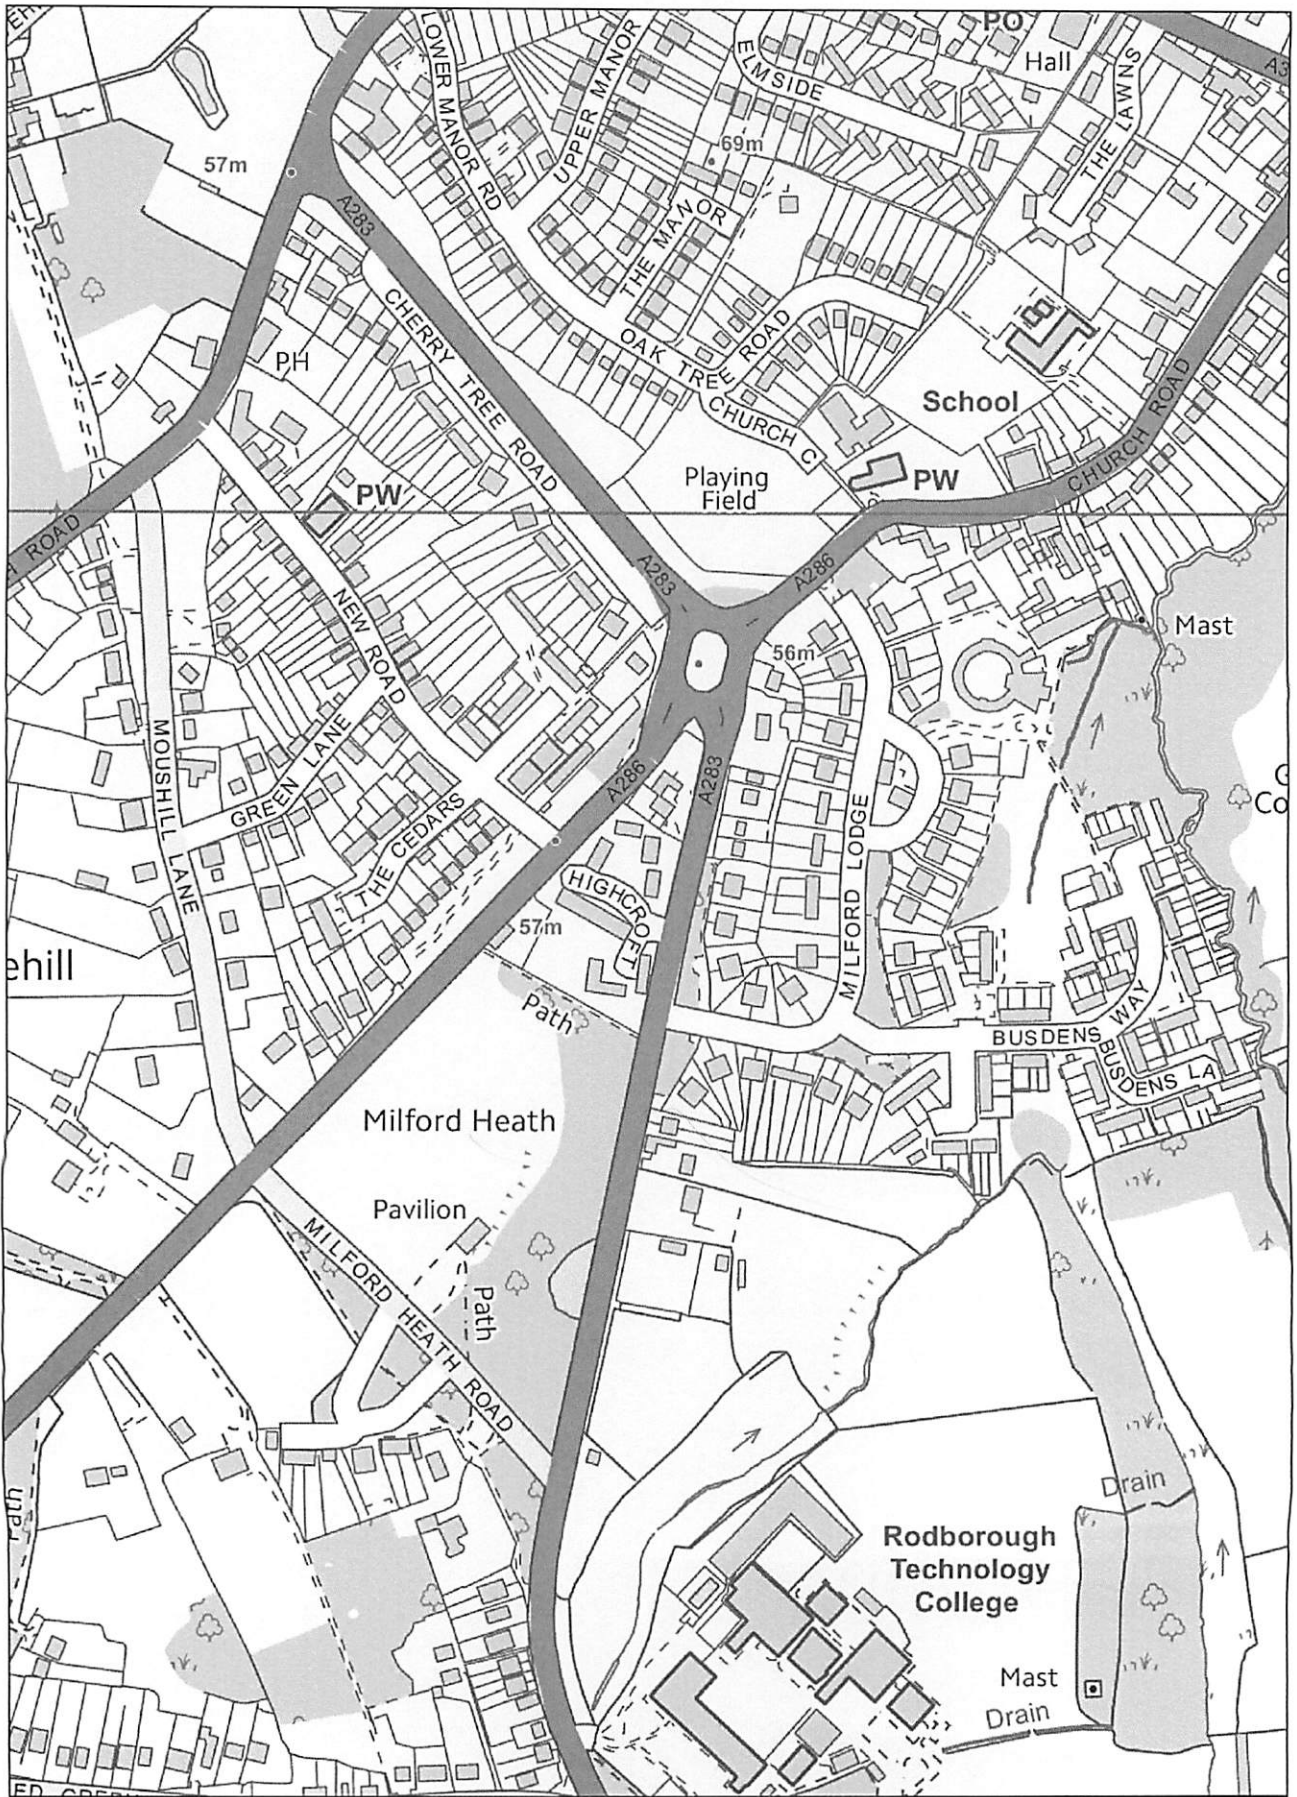 PO
Hall
LOWER MANOR RD
UPPER MANOR
ELMSIDE
THE LAWNS
A3
57m
69m
A283
THE MANOR
CHERRY TREE ROAD
PH
OAK TREE ROAD
CHURCH C
School
CHURCH ROAD
Playing
Field
PW
PW
H ROAD
A283
A286
NEW ROAD
56m
Mast
MOUSHILL LANE
GREEN LANE
THE CEDARS
A286
A283
MILFORD LODGE
G
Co
HIGHCROFT
57m
ehill
Path
BUSDENS WAY
BUSDENS LA
Milford Heath
Pavilion
MILFORD HEATH ROAD
Path
Path
Drain
Rodborough
Technology
College
Mast
Drain